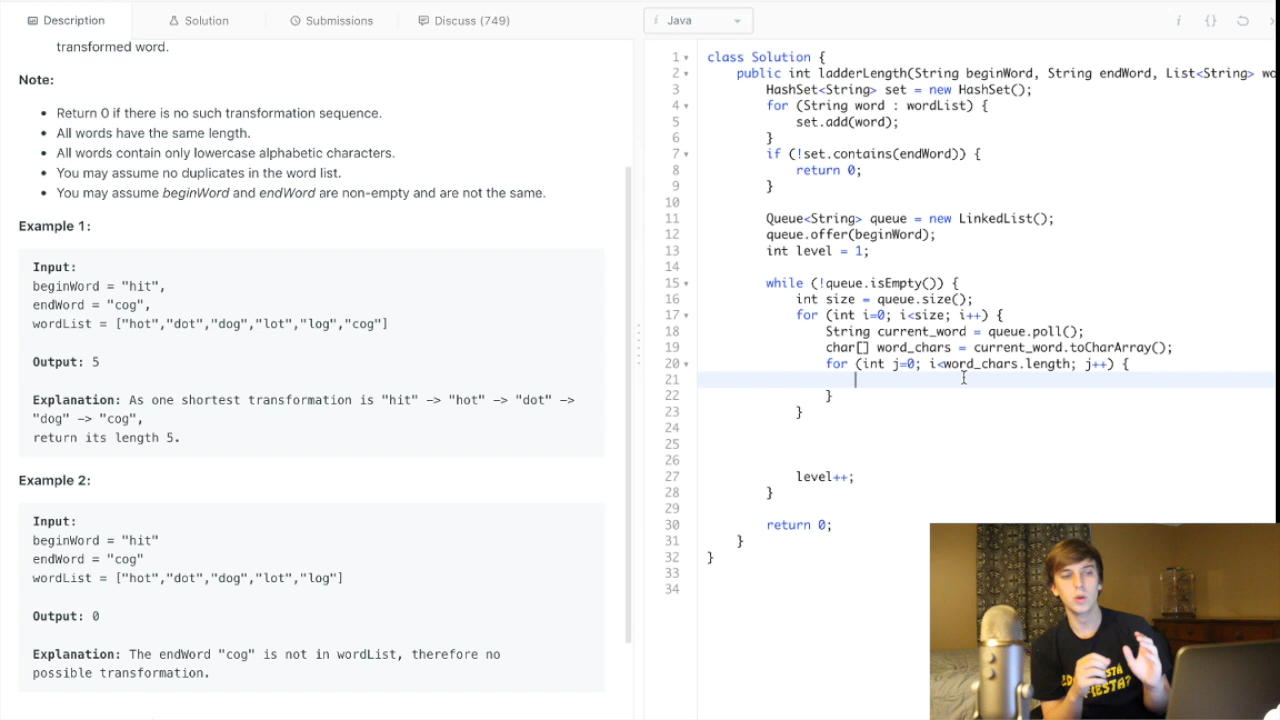 Description
Solution
Submissions
Discuss (749)
i Java
i {}
transformed word.
Note:
• Return 0 if there is no such transformation sequence.
• All words have the same length.
• All words contain only lowercase alphabetic characters.
• You may assume no duplicates in the word list.
• You may assume beginWord and endWord are non-empty and are not the same.
Example 1:
Input:
beginWord = "hit",
endWord = "cog",
wordList = ["hot","dot","dog","lot","log","cog"]
Output: 5
Explanation: As one shortest transformation is "hit" -> "hot" -> "dot" ->
"dog" -> "cog",
return its length 5.
Example 2:
Input:
beginWord = "hit"
endWord = "cog"
wordList = ["hot","dot","dog","lot","log"]
Output: 0
Explanation: The endWord "cog" is not in wordList, therefore no
possible transformation.
1 class Solution {
2 public int ladderLength(String beginWord, String endWord, List<String> wo
3 HashSet<String> set = new HashSet();
4 for (String word : wordList) {
5 set.add(word);
6 }
7 if (!set.contains(endWord)) {
8 return 0;
9 }
10
11 Queue<String> queue = new LinkedList();
12 queue.offer(beginWord);
13 int level = 1;
14
15 while (!queue.isEmpty()) {
16 int size = queue.size();
17 for (int i=0; i<size; i++) {
18 String current_word = queue.poll();
19 char[] word_chars = current_word.toCharArray();
20 for (int j=0; i<word_chars.length; j++) {
21
22 }
23 }
24
25
26
27 level++;
28 }
29
30 return 0;
31 }
32 }
33
34
FIESTA?